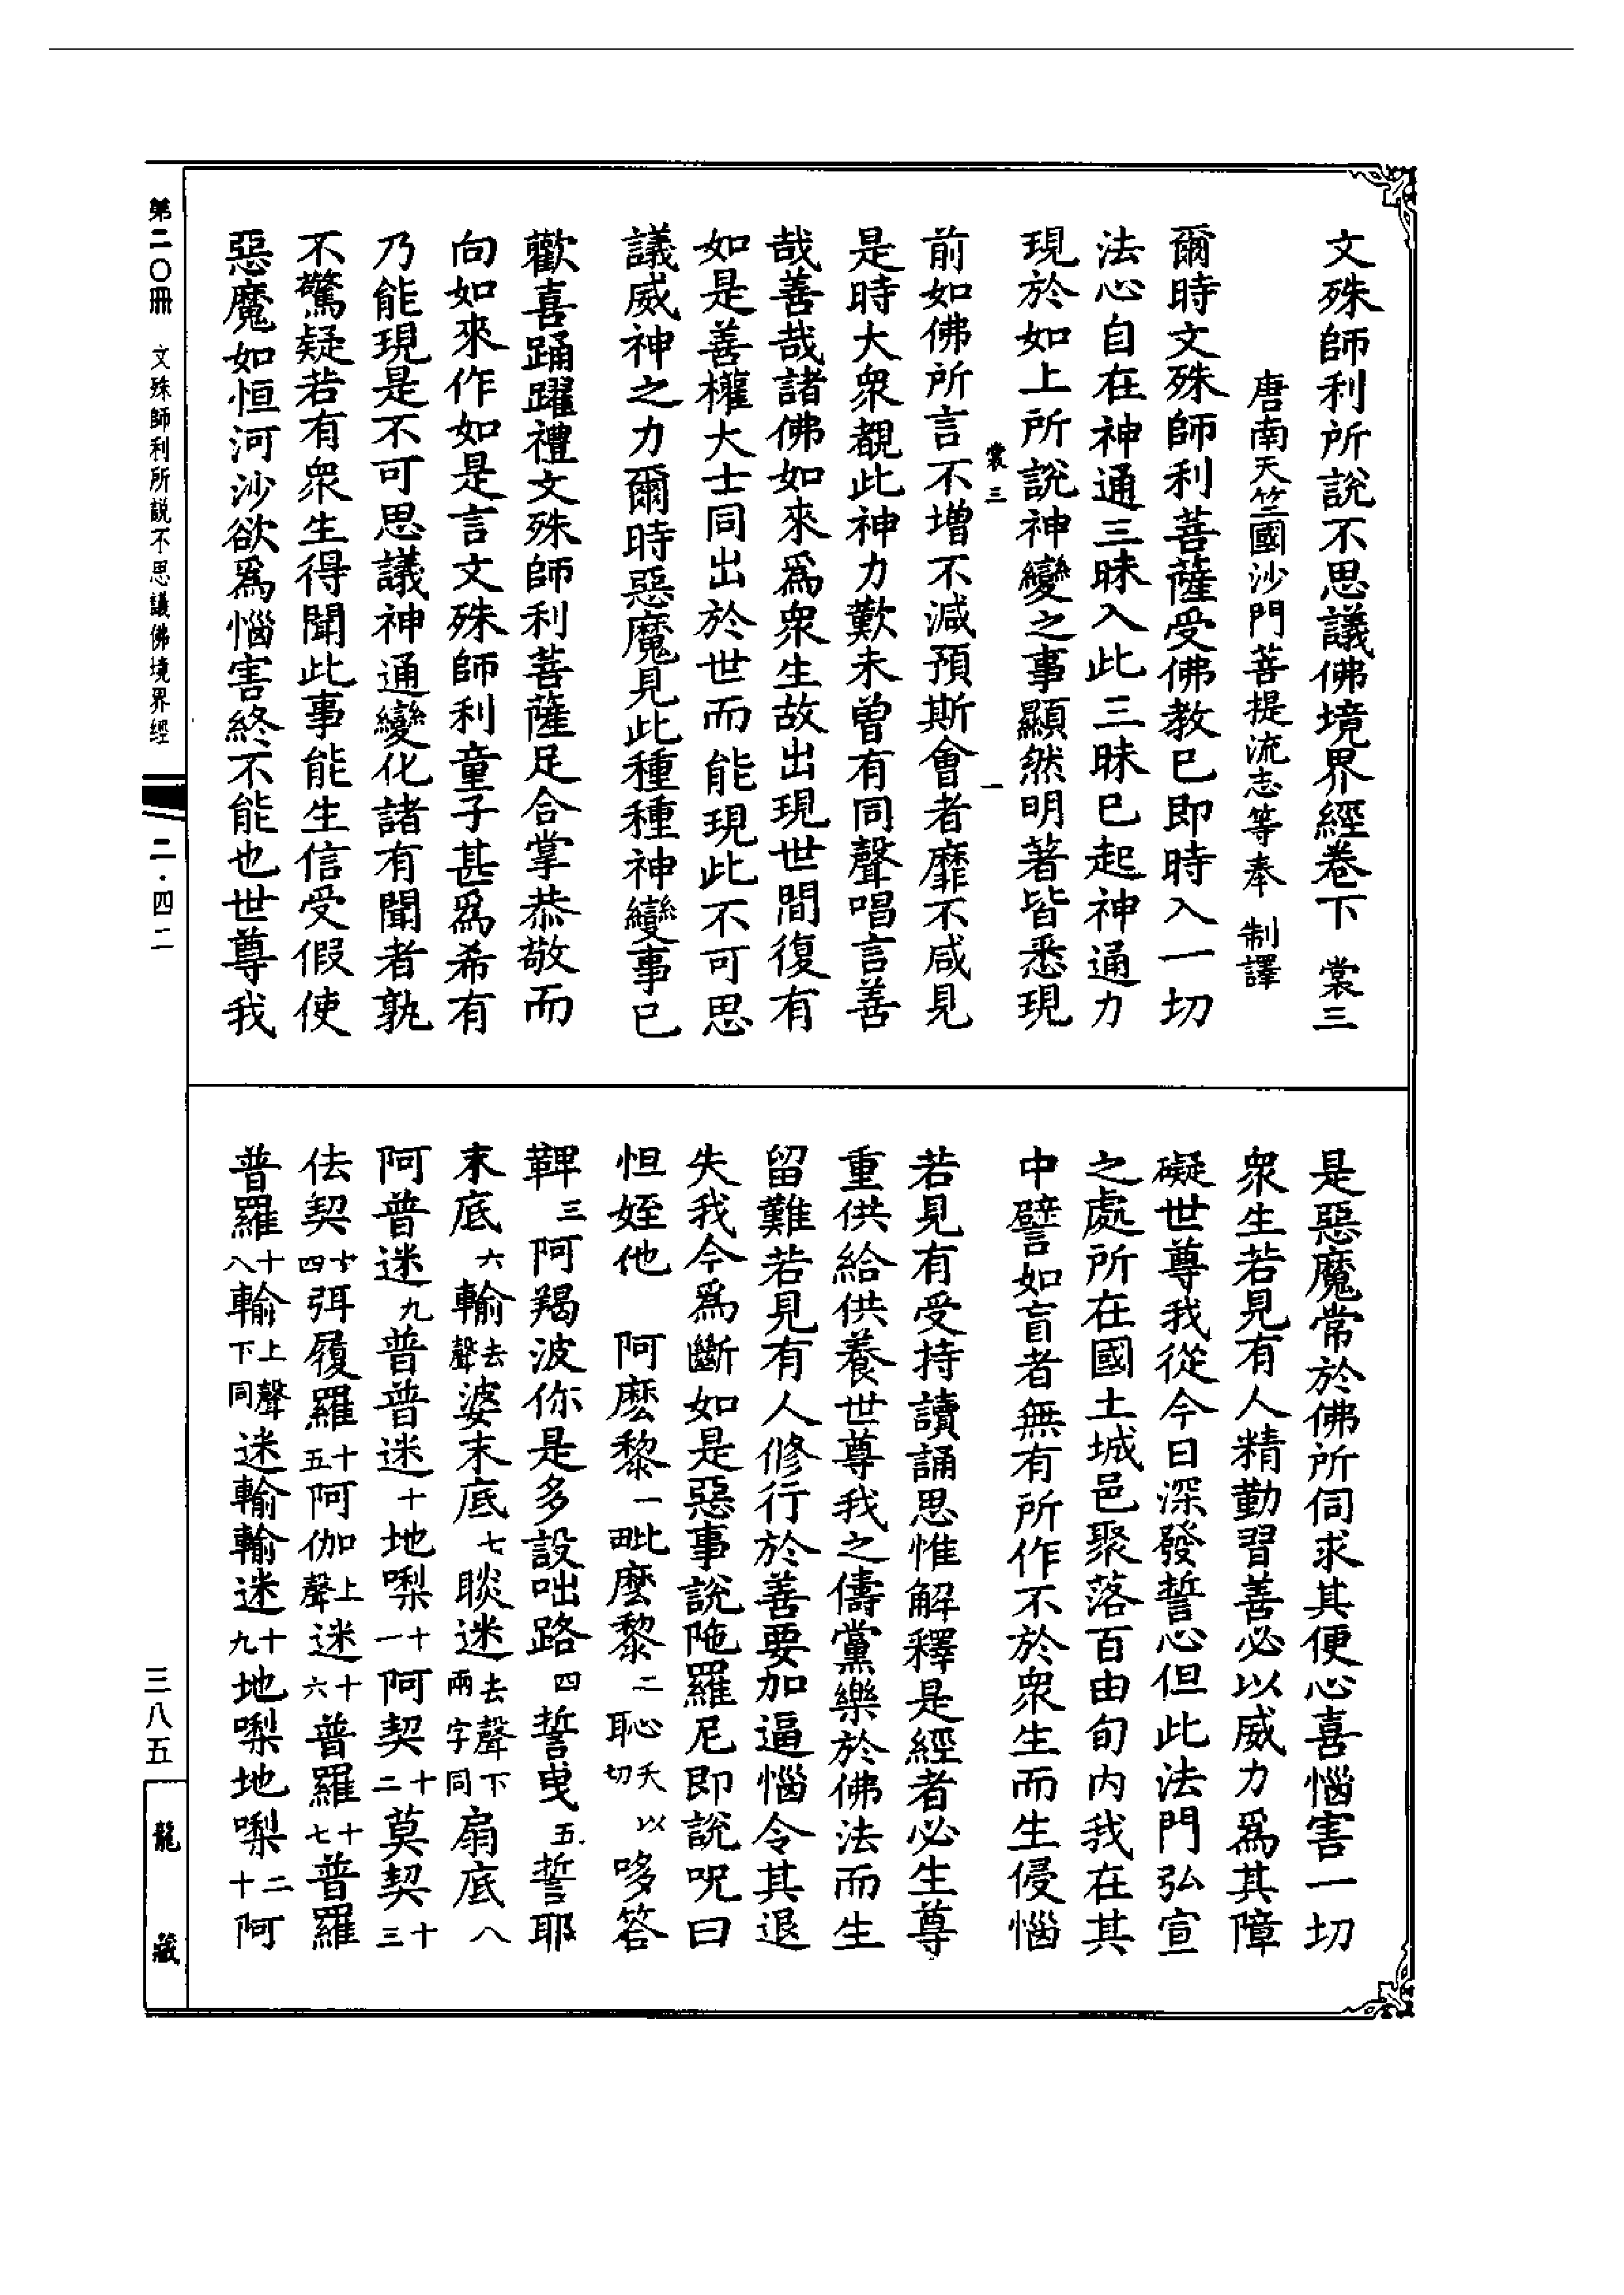 文殊師利所說不思議佛境界經卷下　裳三
唐南天竺國沙門菩提流志等奉　制譯
爾時文殊師利菩薩受佛教已即時入一切
法心自在神通三昧入此三昧已起神通力
現於如上所說神變之事顯然明著皆悉現
裳三　一
前如佛所言不增不減預斯會者靡不咸見
是時大衆覩此神力歎未曾有同聲唱言善
哉善哉諸佛如來爲衆生故出現世間復有
如是善權大士同出於世而能現此不可思
議威神之力爾時惡魔見此種種神變事已
歡喜踊躍禮文殊師利菩薩足合掌恭敬而
向如來作如是言文殊師利童子甚爲希有
乃能現是不可思議神通變化諸有聞者孰
不驚疑若有衆生得聞此事能生信受假使
惡魔如恒河沙欲爲惱害終不能也世尊我
是惡魔常於佛所伺求其便心喜惱害一切
衆生若見有人精勤習善必以威力爲其障
礙世尊我從今日深發誓心但此法門弘宣
之處所在國土城邑聚落百由旬內我在其
中譬如盲者無有所作不於衆生而生侵惱
若見有受持讀誦思惟解釋是經者必生尊
重供給供養世尊我之儔黨樂於佛法而生
留難若見有人修行於善要加逼惱令其退
失我今爲斷如是惡事說陁羅尼即說呪曰
怛姪他　阿麽黎一毗麽黎二恥天以切哆答
鞞三阿羯波你是多設咄路四誓曳五誓耶
末底六輸去聲婆末底七睒迷去聲下兩字同扇底八
阿普迷九普普迷十地㗚十一阿契十二莫契十三
佉契十四弭履羅十五阿伽上聲迷十六普羅十七普羅
普羅十八輸上聲下同迷輸輸迷十九地㗚地㗚二十阿
第二〇冊　文殊師利所說不思議佛境界經
二·四二
三八五
龍藏